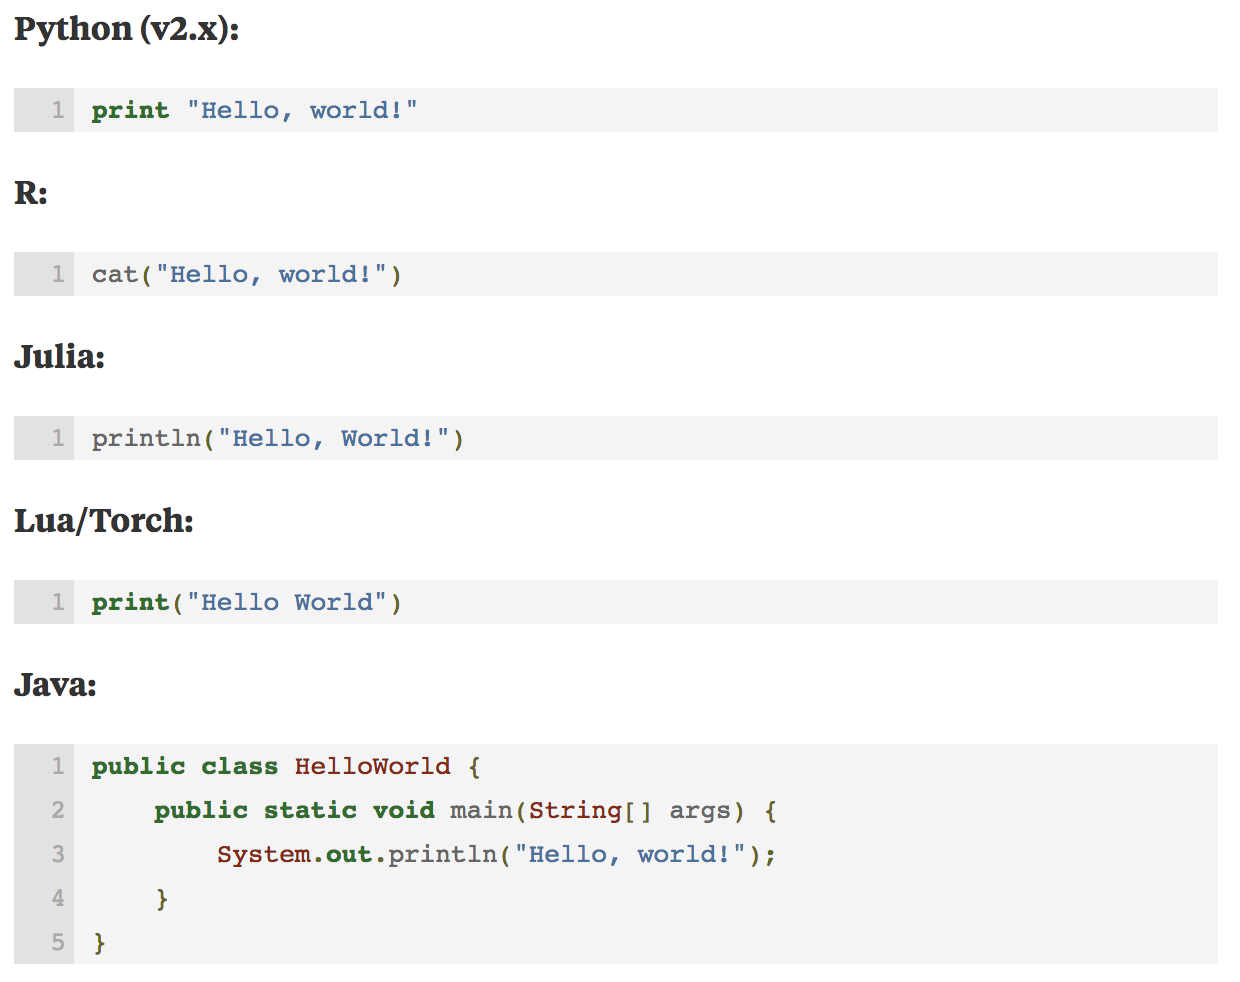 Python (v2.x):
1 print "Hello, world!"
R:
1 cat("Hello, world!")
Julia:
1 println("Hello, World!")
Lua/Torch:
1 print("Hello World")
Java:
1 public class HelloWorld {
2     public static void main(String[] args) {
3         System.out.println("Hello, world!");
4     }
5 }